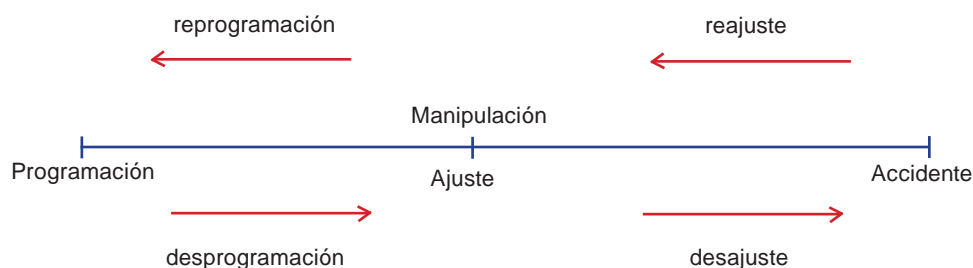 reprogramación
reajuste
Manipulación
Programación
Ajuste
Accidente
desprogramación
desajuste